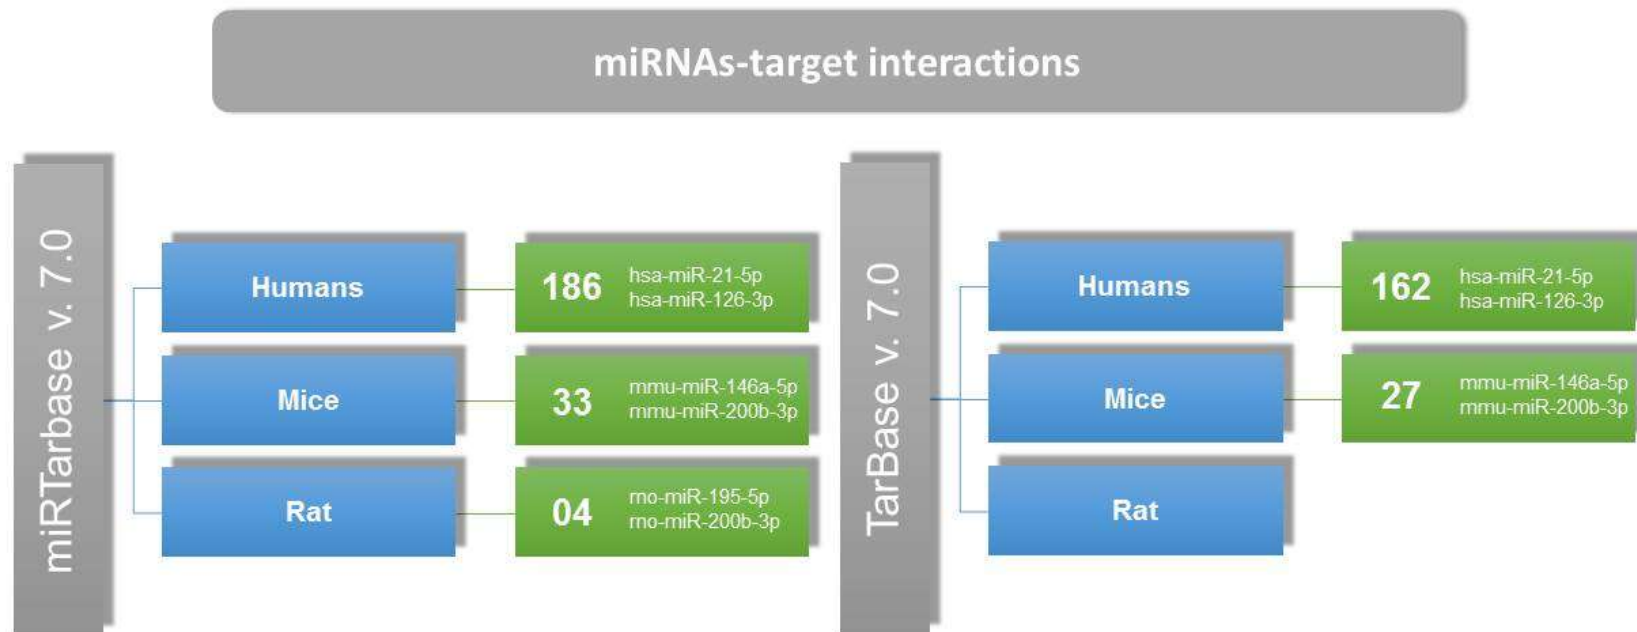 miRNAs-target interactions
miRTarbase v. 7.0
Humans
186
hsa-miR-21-5p
hsa-miR-126-3p
Mice
33
mmu-miR-146a-5p
mmu-miR-200b-3p
Rat
04
rno-miR-195-5p
rno-miR-200b-3p
TarBase v. 7.0
Humans
162
hsa-miR-21-5p
hsa-miR-126-3p
Mice
27
mmu-miR-146a-5p
mmu-miR-200b-3p
Rat